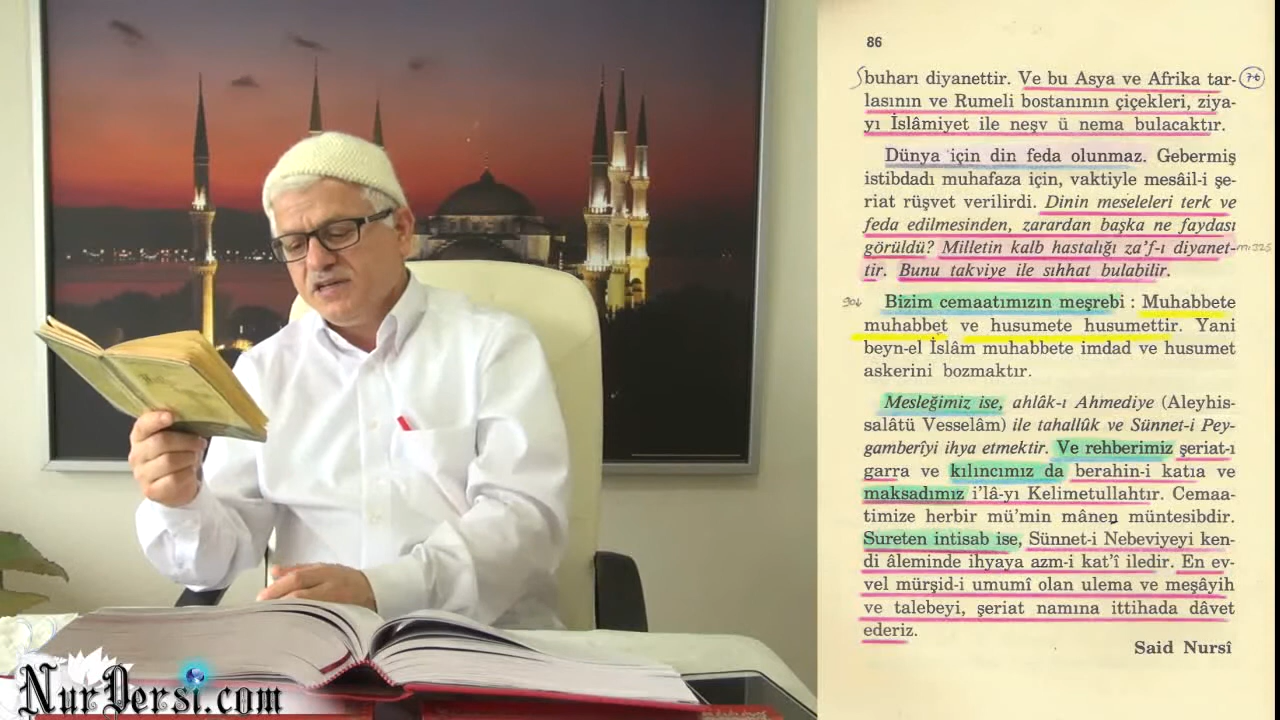 86
buharı diyanettir. Ve bu Asya ve Afrika tar-
76
lasının ve Rumeli bostanının çiçekleri, ziya-
yı İslâmiyet ile neşv ü nema bulacaktır.
Dünya için din feda olunmaz. Gebermiş
istibdadı muhafaza için, vaktiyle mesâil-i şe-
riat rüşvet verilirdi. Dinin meseleleri terk ve
feda edilmesinden, zarardan başka ne faydası
görüldü? Milletin kalb hastalığı za'f-ı diyanet-
tir. Bunu takviye ile sıhhat bulabilir.
Bizim cemaatımızın meşrebi : Muhabbete
muhabbet ve husumete husumettir. Yani
beyn-el İslâm muhabbete imdad ve husumet
askerini bozmaktır.
Mesleğimiz ise, ahlâk-ı Ahmediye (Aleyhis-
salâtü Vesselâm) ile tahallûk ve Sünnet-i Pey-
gamberîyi ihya etmektir. Ve rehberimiz şeriat-ı
garra ve kılıncımız da berahin-i katıa ve
maksadımız i'lâ-yı Kelimetullahtır. Cemaa-
timize herbir mü'min mânen müntesibdir.
Sureten intisab ise, Sünnet-i Nebeviyeyi ken-
di âleminde ihyaya azm-i kat'î iledir. En ev-
vel mürşid-i umumî olan ulema ve meşâyih
ve talebeyi, şeriat namına ittihada dâvet
ederiz.
Said Nursî
NurDersi.com